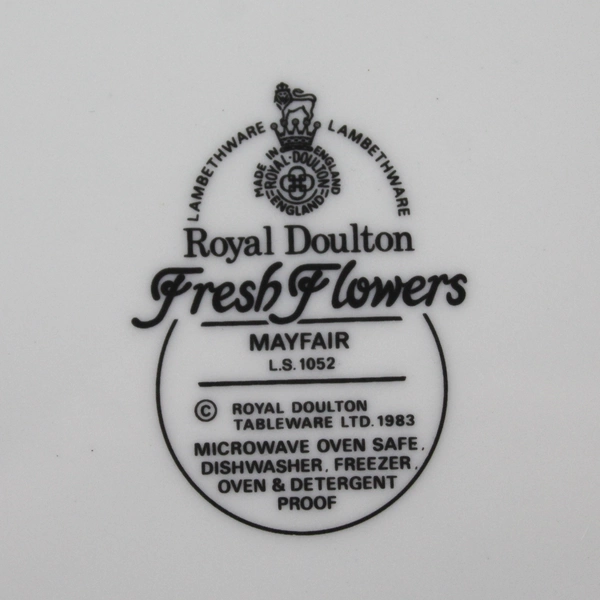 LAMBETHWARE LAMBETHWARE
MADE IN ENGLAND
ROYAL·DOULTON
ENGLAND
Royal Doulton
Fresh Flowers
MAYFAIR
L.S. 1052
© ROYAL DOULTON
TABLEWARE LTD. 1983
MICROWAVE OVEN SAFE,
DISHWASHER, FREEZER,
OVEN & DETERGENT
PROOF